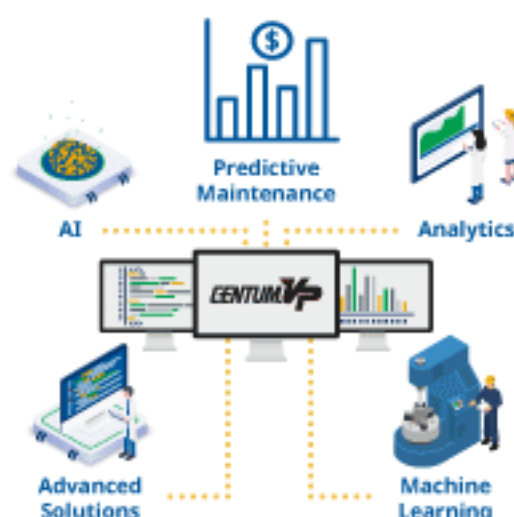 $
Predictive
Maintenance
AI
Analytics
CENTUM VP
Advanced
Solutions
Machine
Learning